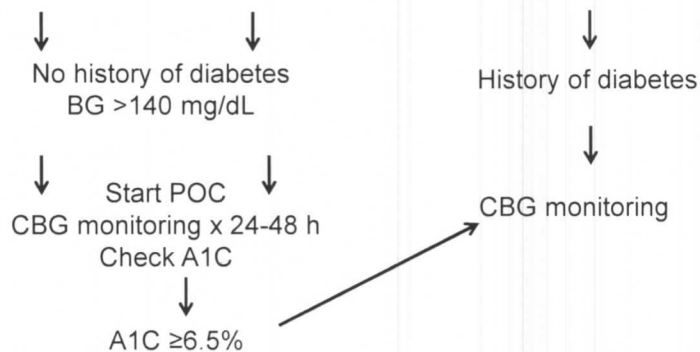 No history of diabetes
BG >140 mg/dL
History of diabetes
Start POC
CBG monitoring x 24-48 h
Check A1C
CBG monitoring
A1C ≥6.5%